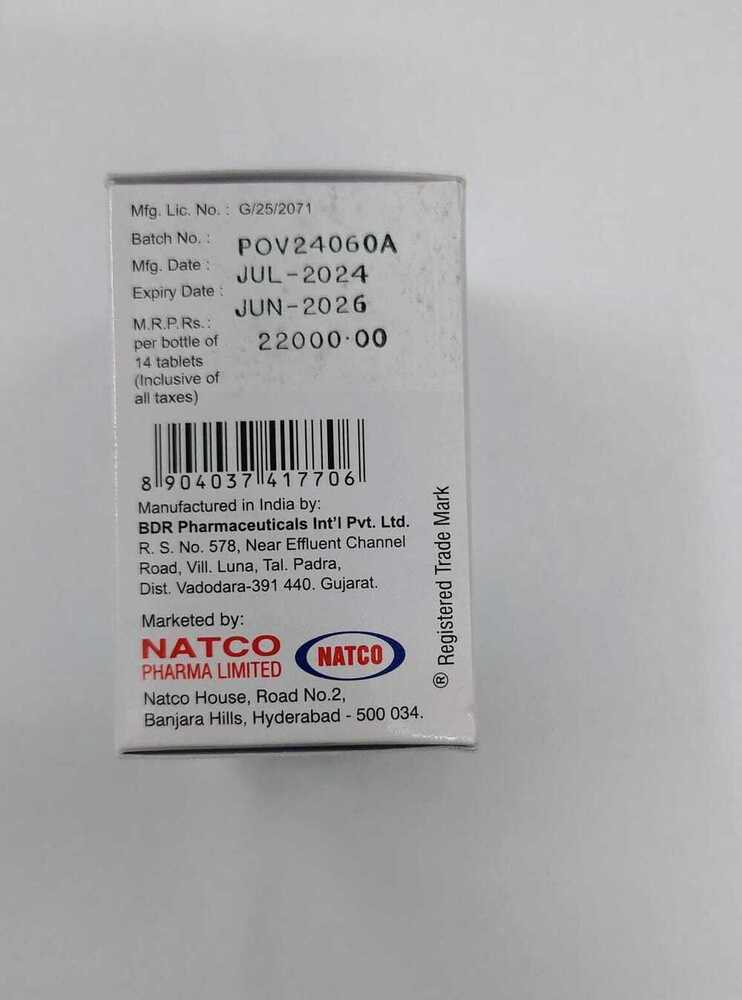 Mfg. Lic. No. : G/25/2071
Batch No. : POV24060A
Mfg. Date : JUL-2024
Expiry Date : JUN-2026
M.R.P. Rs. : 22000.00
per bottle of
14 tablets
(Inclusive of
all taxes)
8 904037 417706
Manufactured in India by:
BDR Pharmaceuticals Int'l Pvt. Ltd.
R. S. No. 578, Near Effluent Channel
Road, Vill. Luna, Tal. Padra,
Dist. Vadodara-391 440. Gujarat.
Marketed by:
NATCO
PHARMA LIMITED
NATCO
Natco House, Road No.2,
Banjara Hills, Hyderabad - 500 034.
® Registered Trade Mark